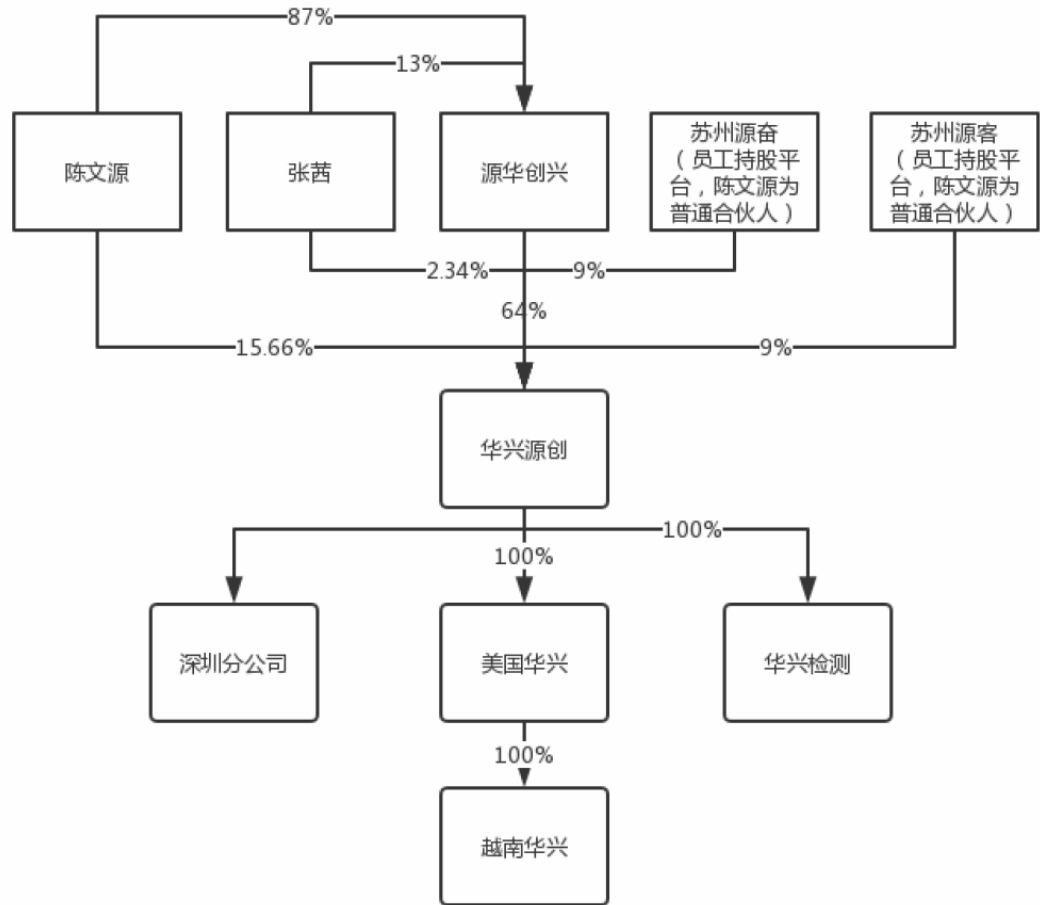 87%
13%
陈文源
张茜
源华创兴
苏州源奋
（员工持股平
台，陈文源为
普通合伙人）
苏州源客
（员工持股平
台，陈文源为
普通合伙人）
2.34%
9%
64%
15.66%
9%
华兴源创
100%
100%
深圳分公司
美国华兴
华兴检测
100%
越南华兴